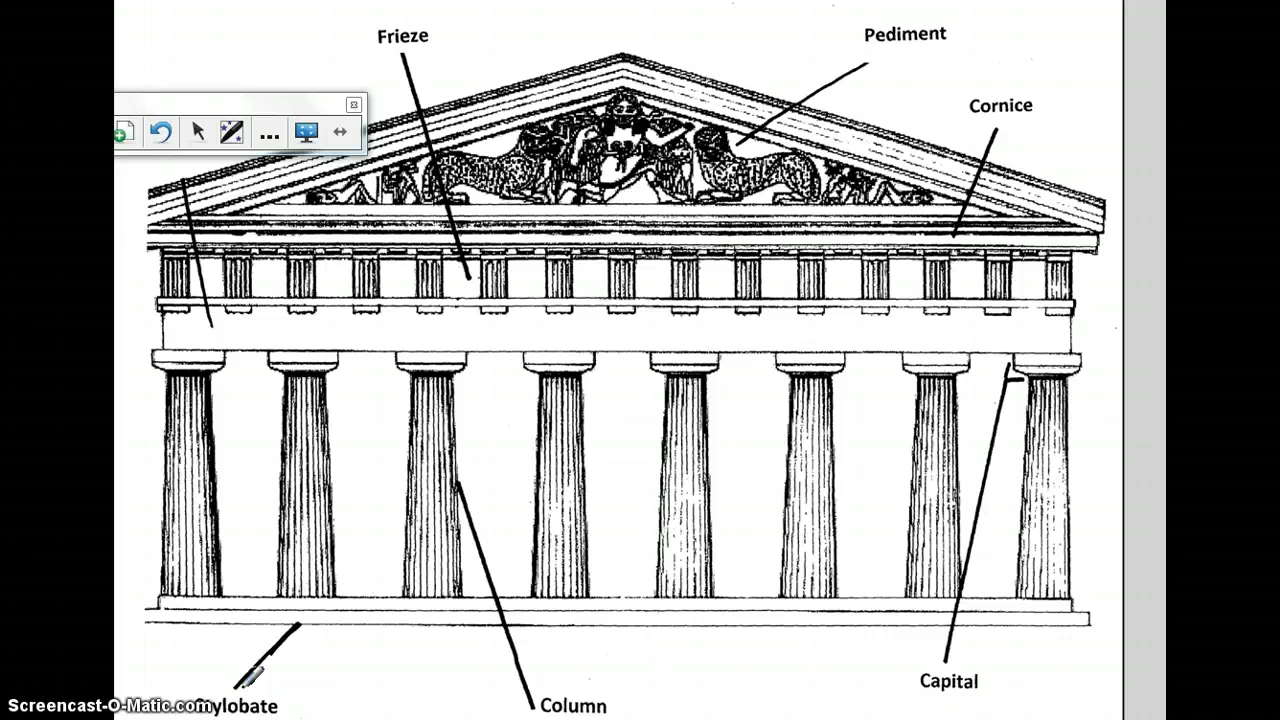 Frieze
Pediment
Cornice
Capital
Column
Screencast-O-Matic.com